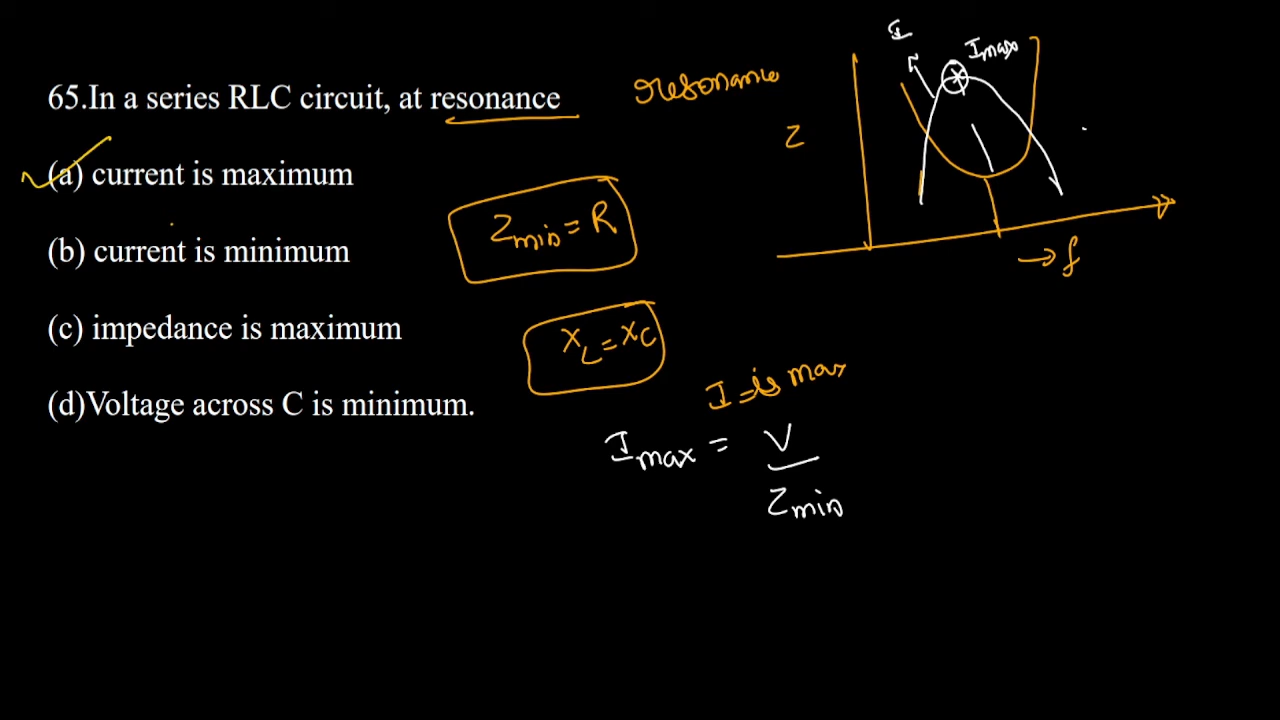 65.In a series RLC circuit, at resonance
(a) current is maximum
(b) current is minimum
(c) impedance is maximum
(d)Voltage across C is minimum.
resonance
Zmin = R
XL = XC
I = is max
Imax = V
Zmin
I
Imax
Z
→ f